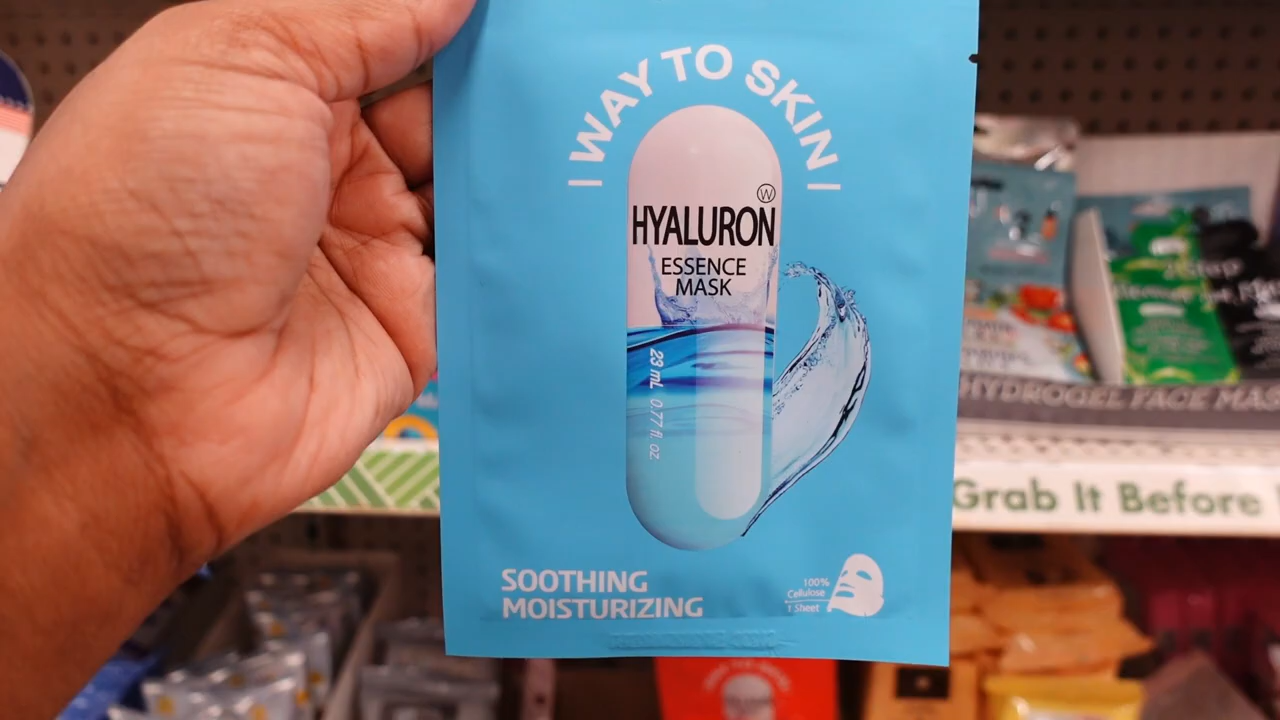 WAY TO SKIN
W
HYALURON
ESSENCE
MASK
23 mL 0.77 fl. oz
SOOTHING
MOISTURIZING
100%
Cellulose
1 Sheet
HYDROGEL FACE MAS
Grab It Before